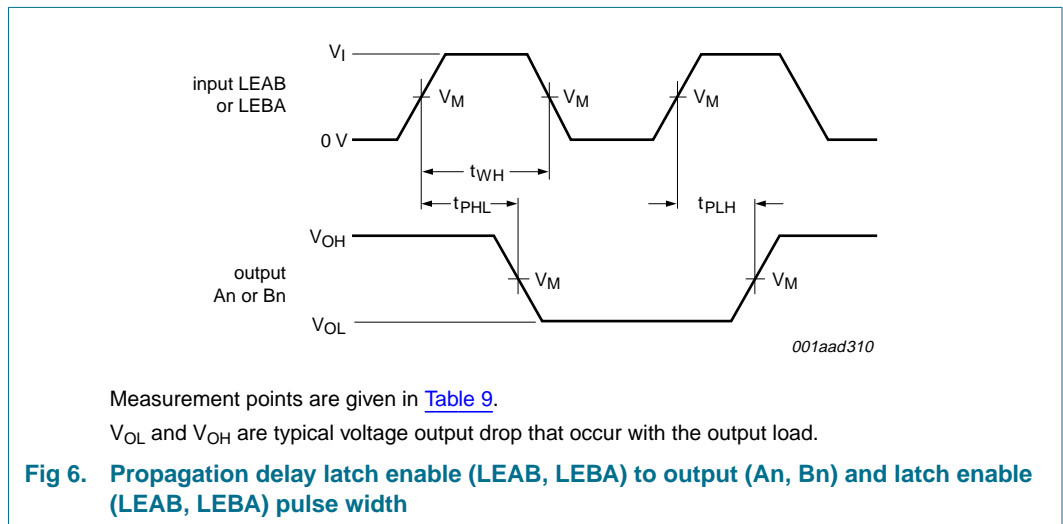 VI
input LEAB
or LEBA
VM
VM
VM
0 V
tWH
tPHL
tPLH
VOH
output
An or Bn
VM
VM
VOL
001aad310
Measurement points are given in Table 9.
VOL and VOH are typical voltage output drop that occur with the output load.
Fig 6. Propagation delay latch enable (LEAB, LEBA) to output (An, Bn) and latch enable
(LEAB, LEBA) pulse width